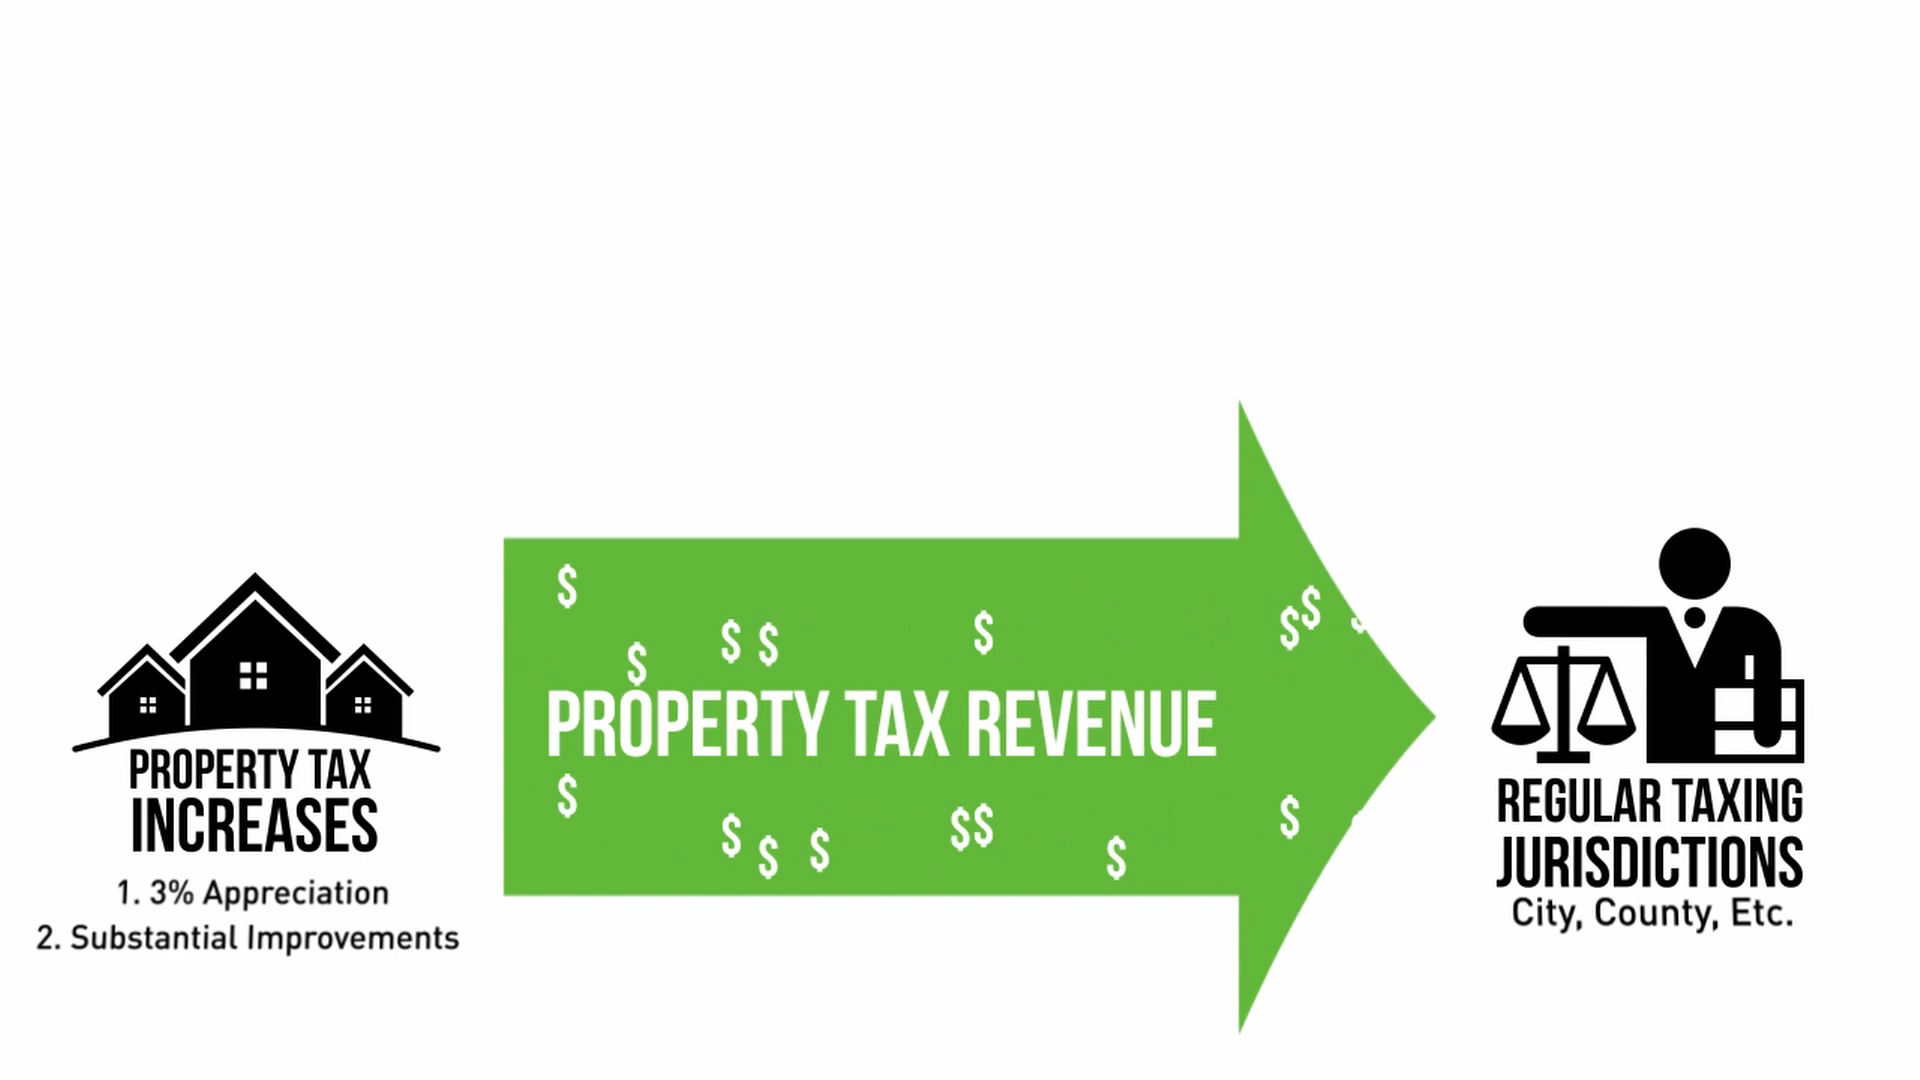 PROPERTY TAX
INCREASES
1. 3% Appreciation
2. Substantial Improvements
$
$ $
$
$
$ $
PROPERTY TAX REVENUE
$
$ $ $
$ $
$
$
REGULAR TAXING
JURISDICTIONS
City, County, Etc.